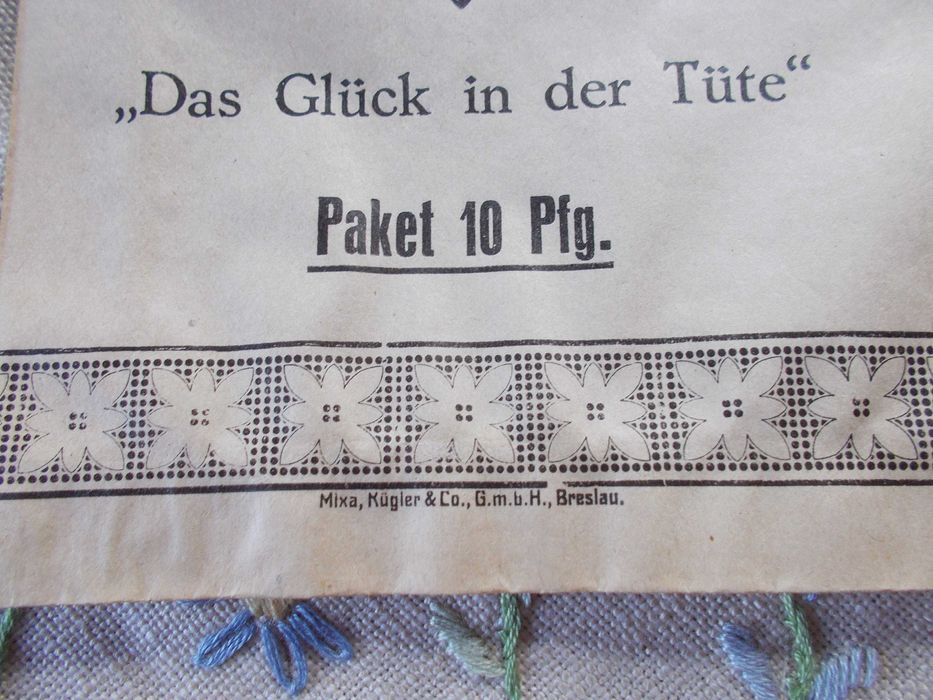 „Das Glück in der Tüte“
Paket 10 Pfg.
Mixa, Kügler & Co., G.m.b.H., Breslau.